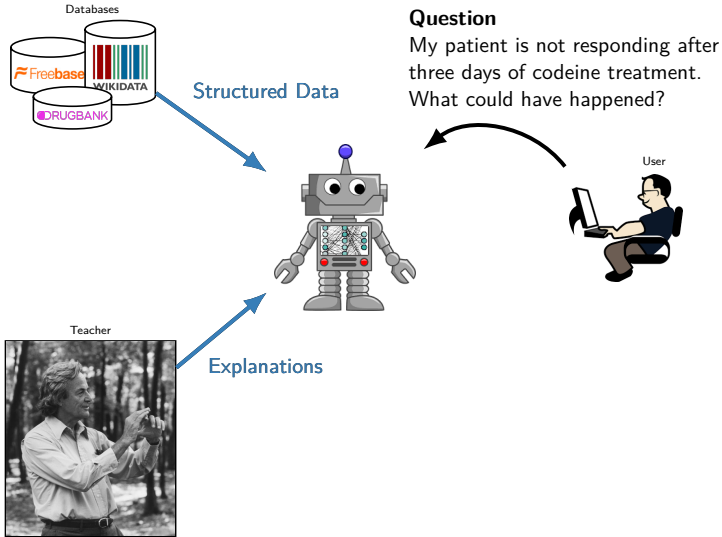 Databases
Freebase
WIKIDATA
DRUGBANK
Structured Data
Question
My patient is not responding after
three days of codeine treatment.
What could have happened?
User
Teacher
Explanations